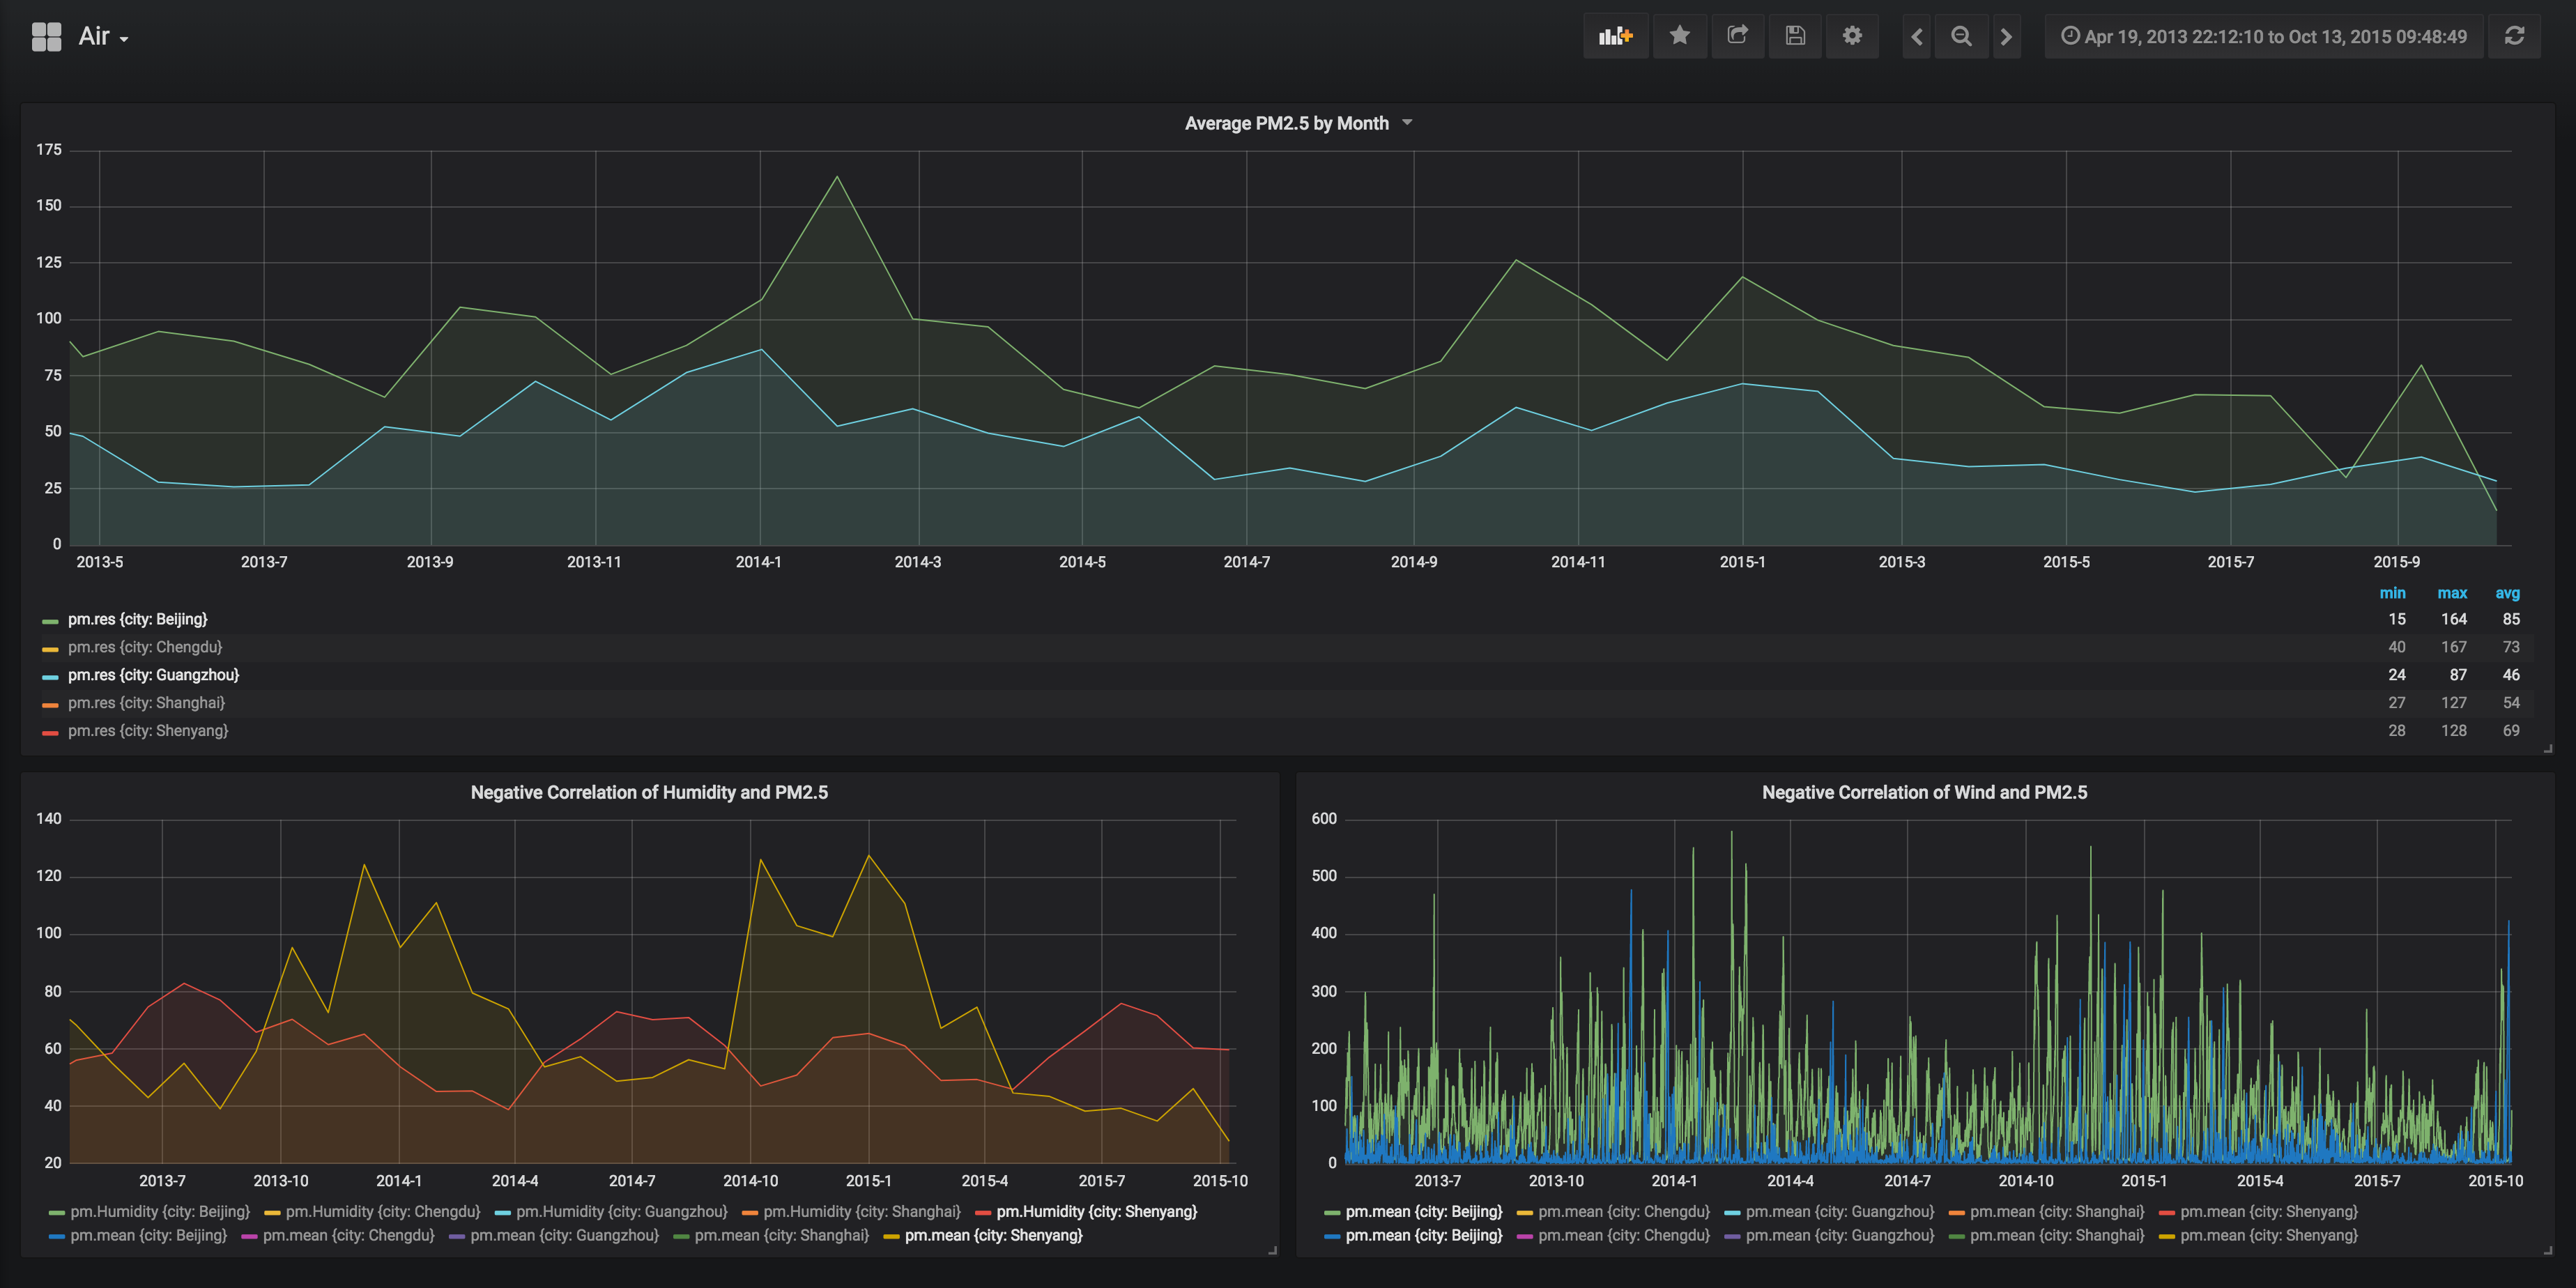 Air
Apr 19, 2013 22:12:10 to Oct 13, 2015 09:48:49
Average PM2.5 by Month
175
150
125
100
75
50
25
0
2013-5 2013-7 2013-9 2013-11 2014-1 2014-3 2014-5 2014-7 2014-9 2014-11 2015-1 2015-3 2015-5 2015-7 2015-9
min max avg
pm.res {city: Beijing} 15 164 85
pm.res {city: Chengdu} 40 167 73
pm.res {city: Guangzhou} 24 87 46
pm.res {city: Shanghai} 27 127 54
pm.res {city: Shenyang} 28 128 69
Negative Correlation of Humidity and PM2.5
140
120
100
80
60
40
20
2013-7 2013-10 2014-1 2014-4 2014-7 2014-10 2015-1 2015-4 2015-7 2015-10
pm.Humidity {city: Beijing} pm.Humidity {city: Chengdu} pm.Humidity {city: Guangzhou} pm.Humidity {city: Shanghai} pm.Humidity {city: Shenyang}
pm.mean {city: Beijing} pm.mean {city: Chengdu} pm.mean {city: Guangzhou} pm.mean {city: Shanghai} pm.mean {city: Shenyang}
Negative Correlation of Wind and PM2.5
600
500
400
300
200
100
0
2013-7 2013-10 2014-1 2014-4 2014-7 2014-10 2015-1 2015-4 2015-7 2015-10
pm.mean {city: Beijing} pm.mean {city: Chengdu} pm.mean {city: Guangzhou} pm.mean {city: Shanghai} pm.mean {city: Shenyang}
pm.mean {city: Beijing} pm.mean {city: Chengdu} pm.mean {city: Guangzhou} pm.mean {city: Shanghai} pm.mean {city: Shenyang}